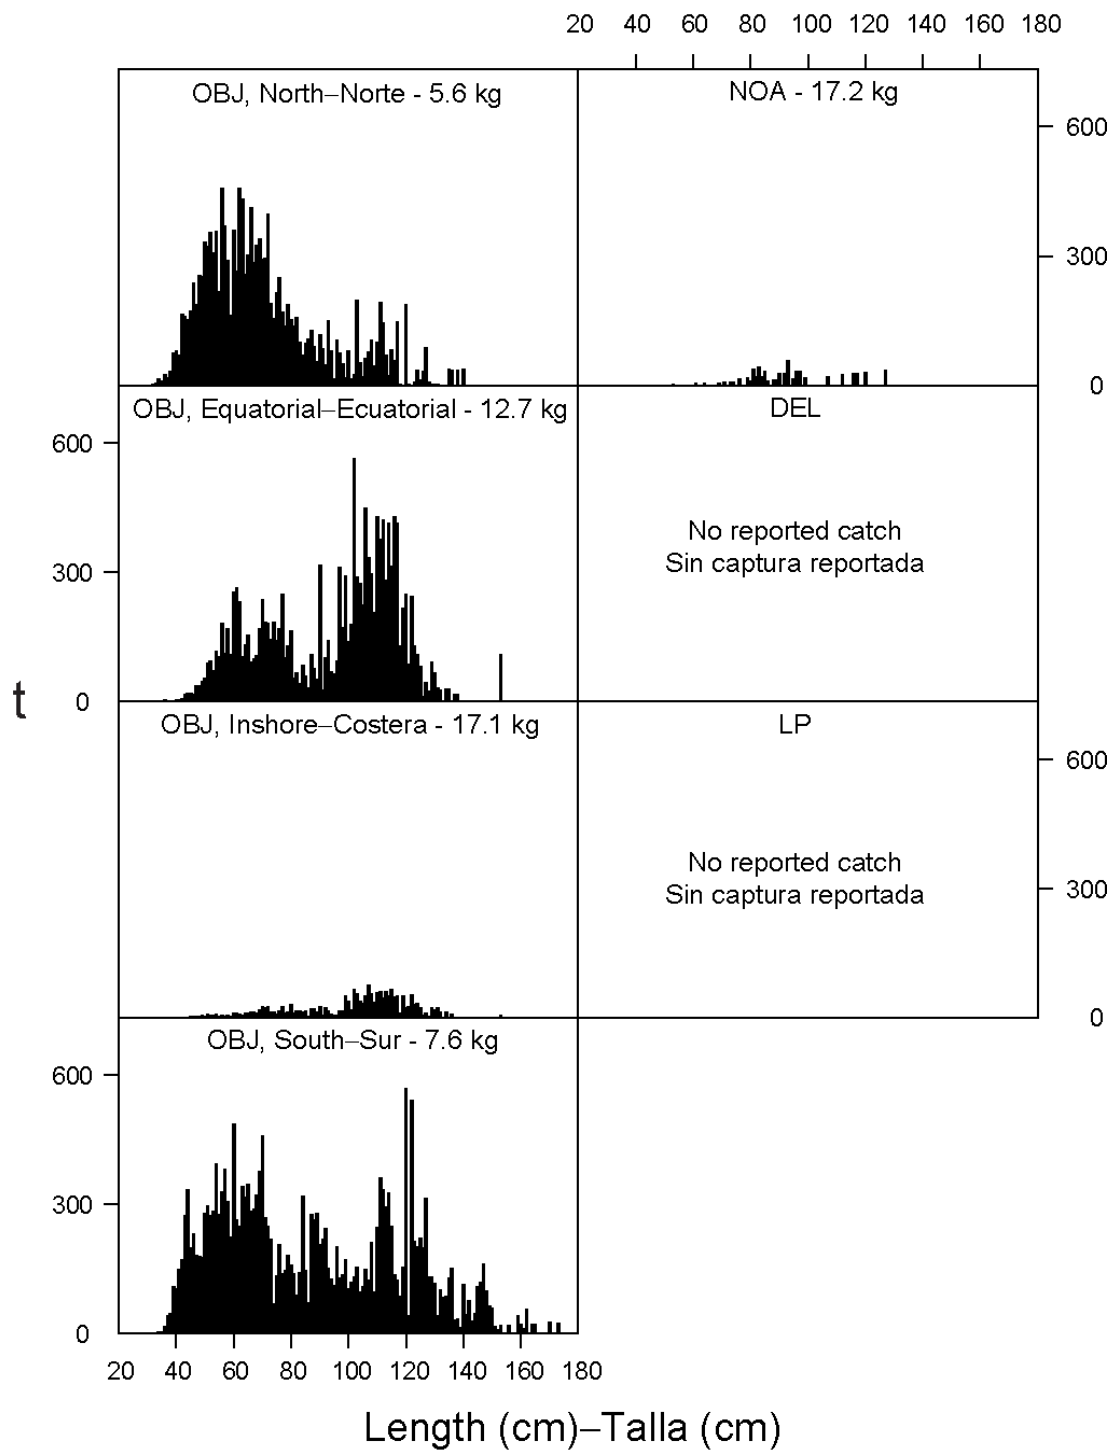 20 40 60 80 100 120 140 160 180
OBJ, North–Norte - 5.6 kg
NOA - 17.2 kg
600
300
0
OBJ, Equatorial–Ecuatorial - 12.7 kg
DEL
600
300
0
No reported catch
Sin captura reportada
t
OBJ, Inshore–Costera - 17.1 kg
LP
600
300
0
No reported catch
Sin captura reportada
OBJ, South–Sur - 7.6 kg
600
300
0
20 40 60 80 100 120 140 160 180
Length (cm)–Talla (cm)